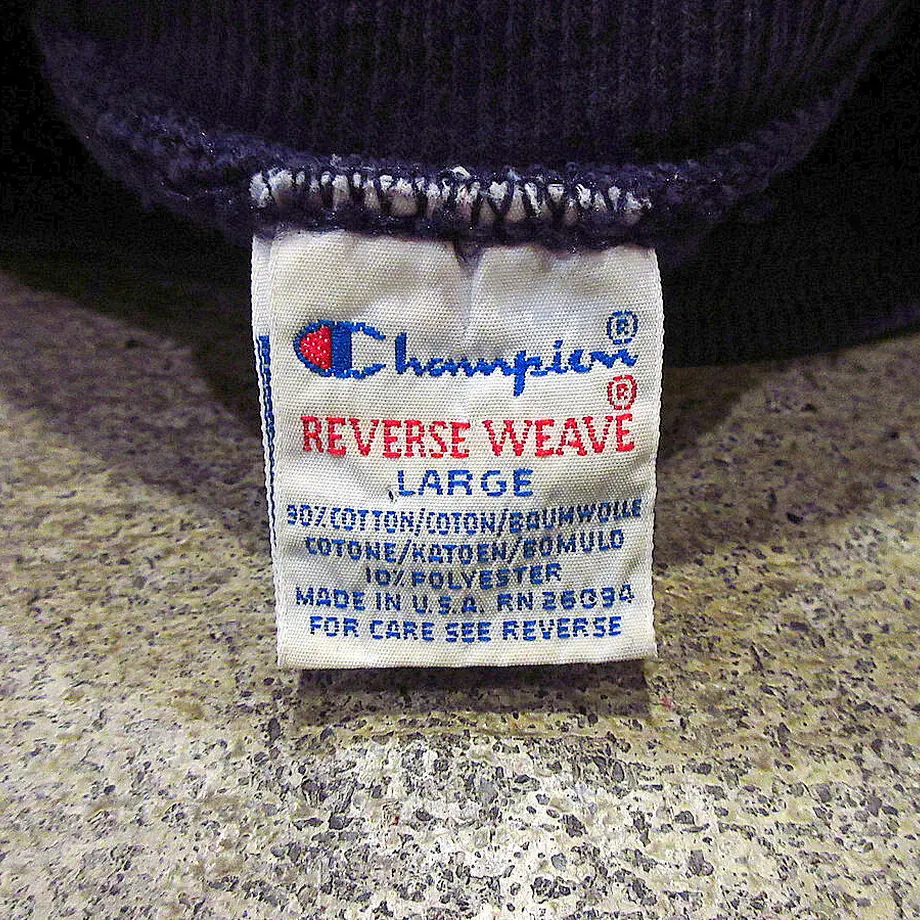 Champion®
®
REVERSE WEAVE
LARGE
90% COTTON/COTON/BAUMWOLLE
COTONE/KATOEN/BOMULD
10% POLYESTER
MADE IN U.S.A. RN 26094
FOR CARE SEE REVERSE